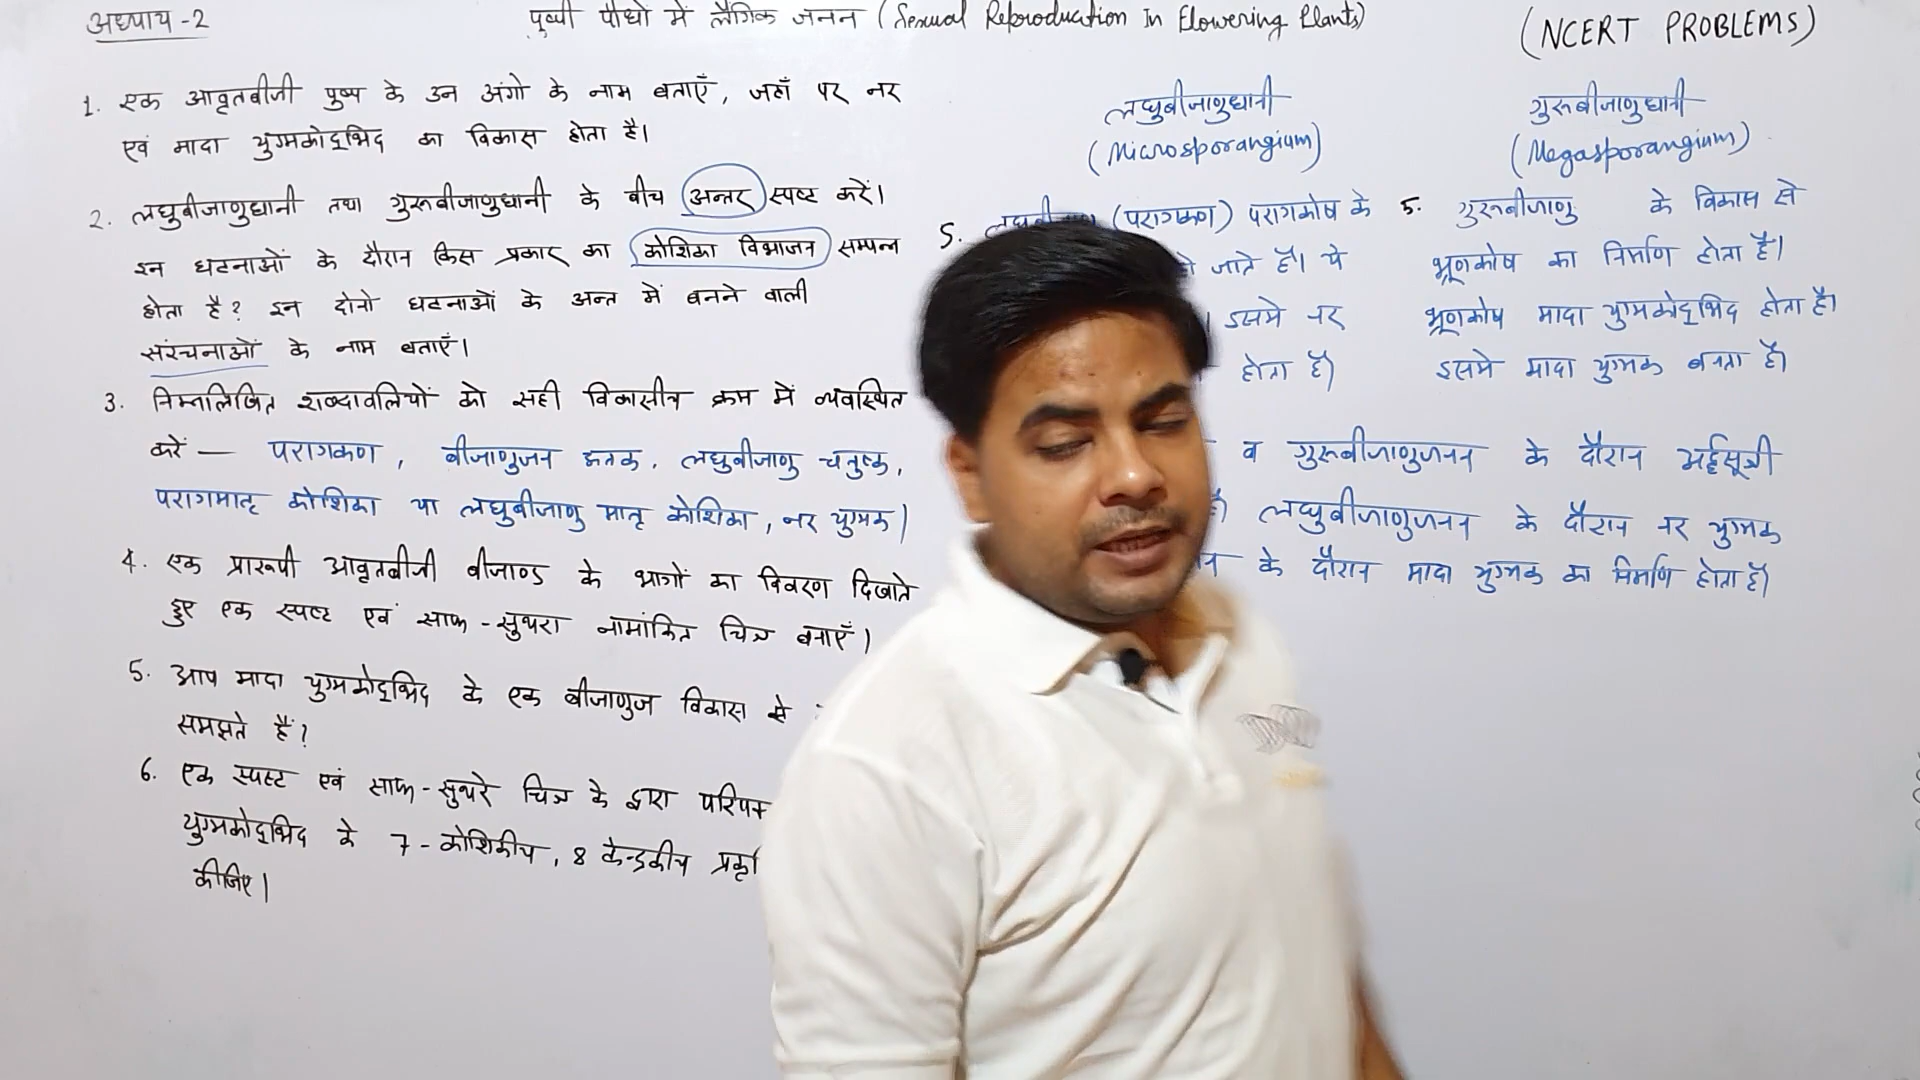 अध्याय -2
पुष्पी पौधों में लैंगिक जनन (Sexual Reproduction In Flowering Plants)
(NCERT PROBLEMS)
1. एक आवृतबीजी पुष्प के उन अंगो के नाम बताएँ, जहाँ पर नर
एवं मादा युग्मकोद्भिद का विकास होता है।
2. लघुबीजाणुधानी तथा गुरूबीजाणुधानी के बीच अन्तर स्पष्ट करें।
इन घटनाओं के दौरान किस प्रकार का कोशिका विभाजन सम्पन्न
होता है? इन दोनो घटनाओं के अन्त में बनने वाली
संरचनाओं के नाम बताएँ।
3. निम्नलिखित शब्दावलियों को सही विकासीय क्रम में व्यवस्थित
करें — परागकण, बीजाणुजन ऊतक, लघुबीजाणु चतुष्क,
परागमातृ कोशिका या लघुबीजाणु मातृ कोशिका, नर युग्मक।
4. एक प्रारूपी आवृतबीजी बीजाण्ड के भागों का विवरण दिखाते
हुए एक स्पष्ट एवं साफ-सुथरा नामांकित चित्र बनाएँ।
5. आप मादा युग्मकोद्भिद के एक बीजाणुज विकास से
समझते हैं?
6. एक स्पष्ट एवं साफ-सुथरे चित्र के द्वारा परिपक्
युग्मकोद्भिद के 7-कोशिकीय, 8 केन्द्रकीय प्रकृ
कीजिए।
लघुबीजाणुधानी
(Microsporangium)
5. (परागकण) परागकोष के
जाते है। ये
इसमे नर
होता है)
गुरूबीजाणुधानी
(Megasporangium)
5. गुरूबीजाणु के विकास से
भ्रूणकोष का निर्माण होता है।
भ्रूणकोष मादा युग्मकोद्भिद होता है।
इसमे मादा युग्मक बनता है।
व गुरूबीजाणुजनन के दौरान अर्द्धसूत्री
है) लघुबीजाणुजनन के दौरान नर युग्मक
न के दौरान मादा युग्मक का निर्माण होता है)